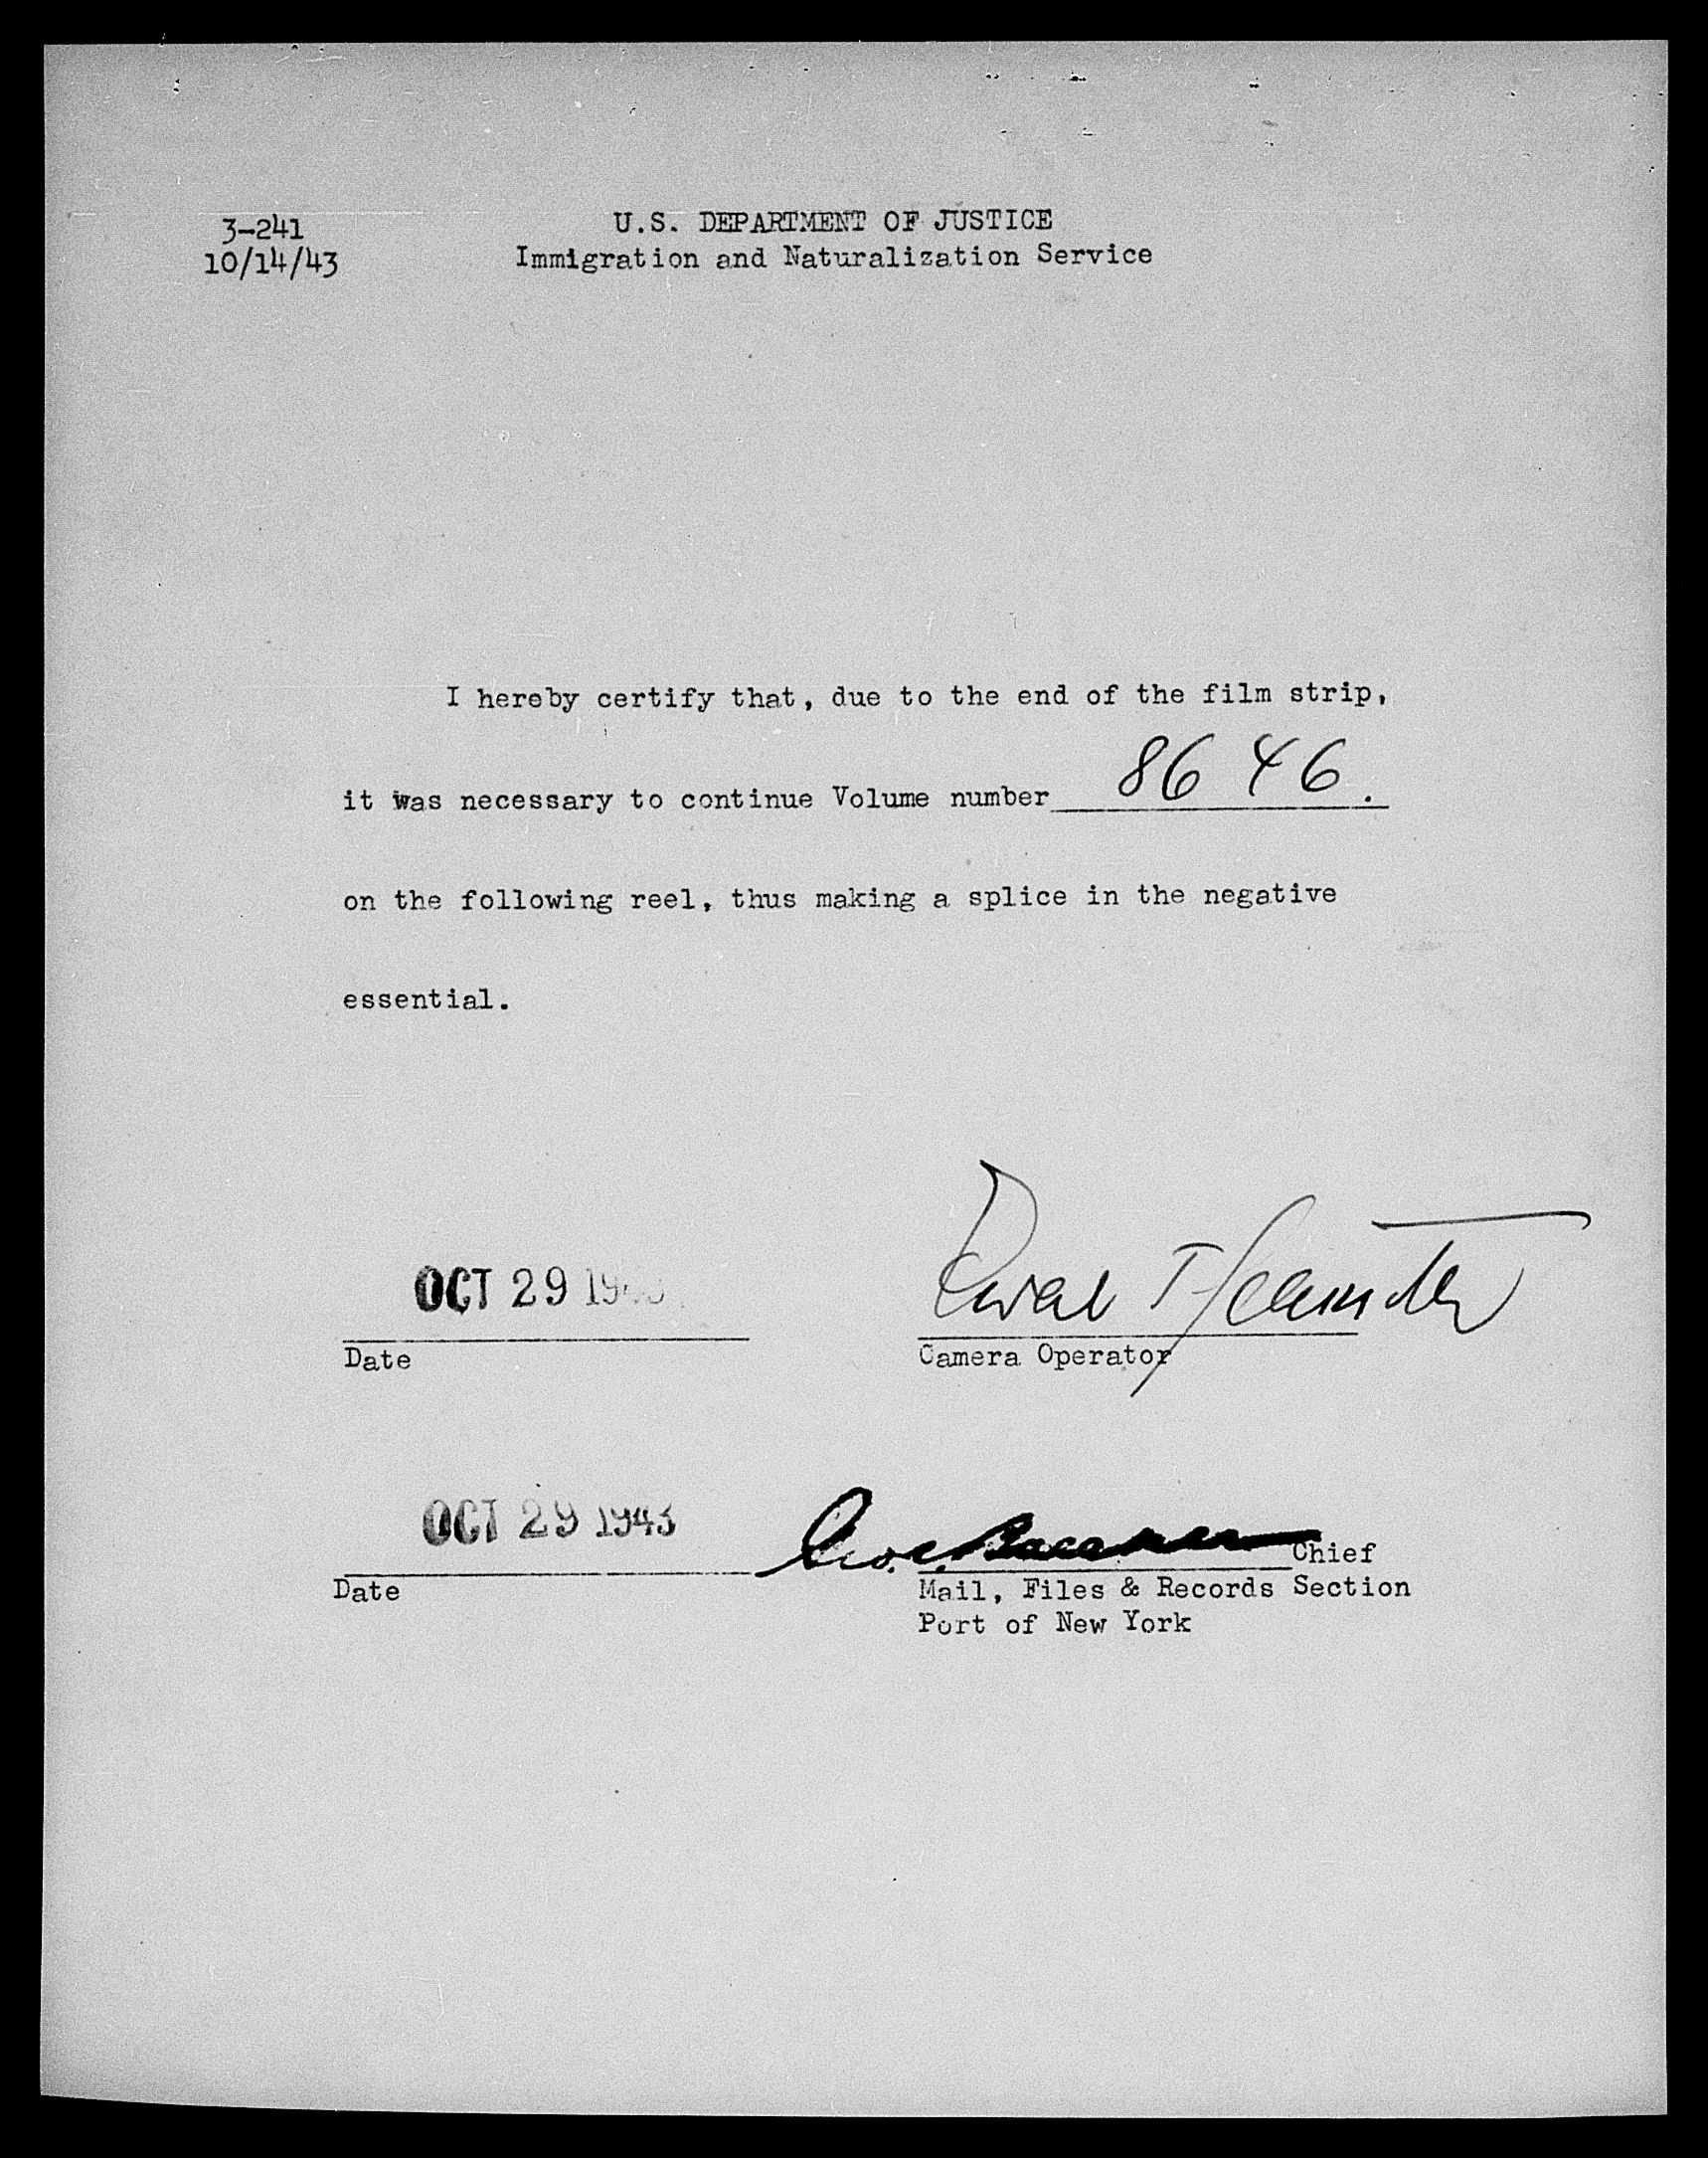 3-241
10/14/43
U.S. DEPARTMENT OF JUSTICE
Immigration and Naturalization Service
I hereby certify that, due to the end of the film strip,
it was necessary to continue Volume number 8646.
on the following reel, thus making a splice in the negative
essential.
OCT 29 19
Date
Camera Operator
OCT 29 1943
Date
Geo. Chief
Mail, Files & Records Section
Port of New York